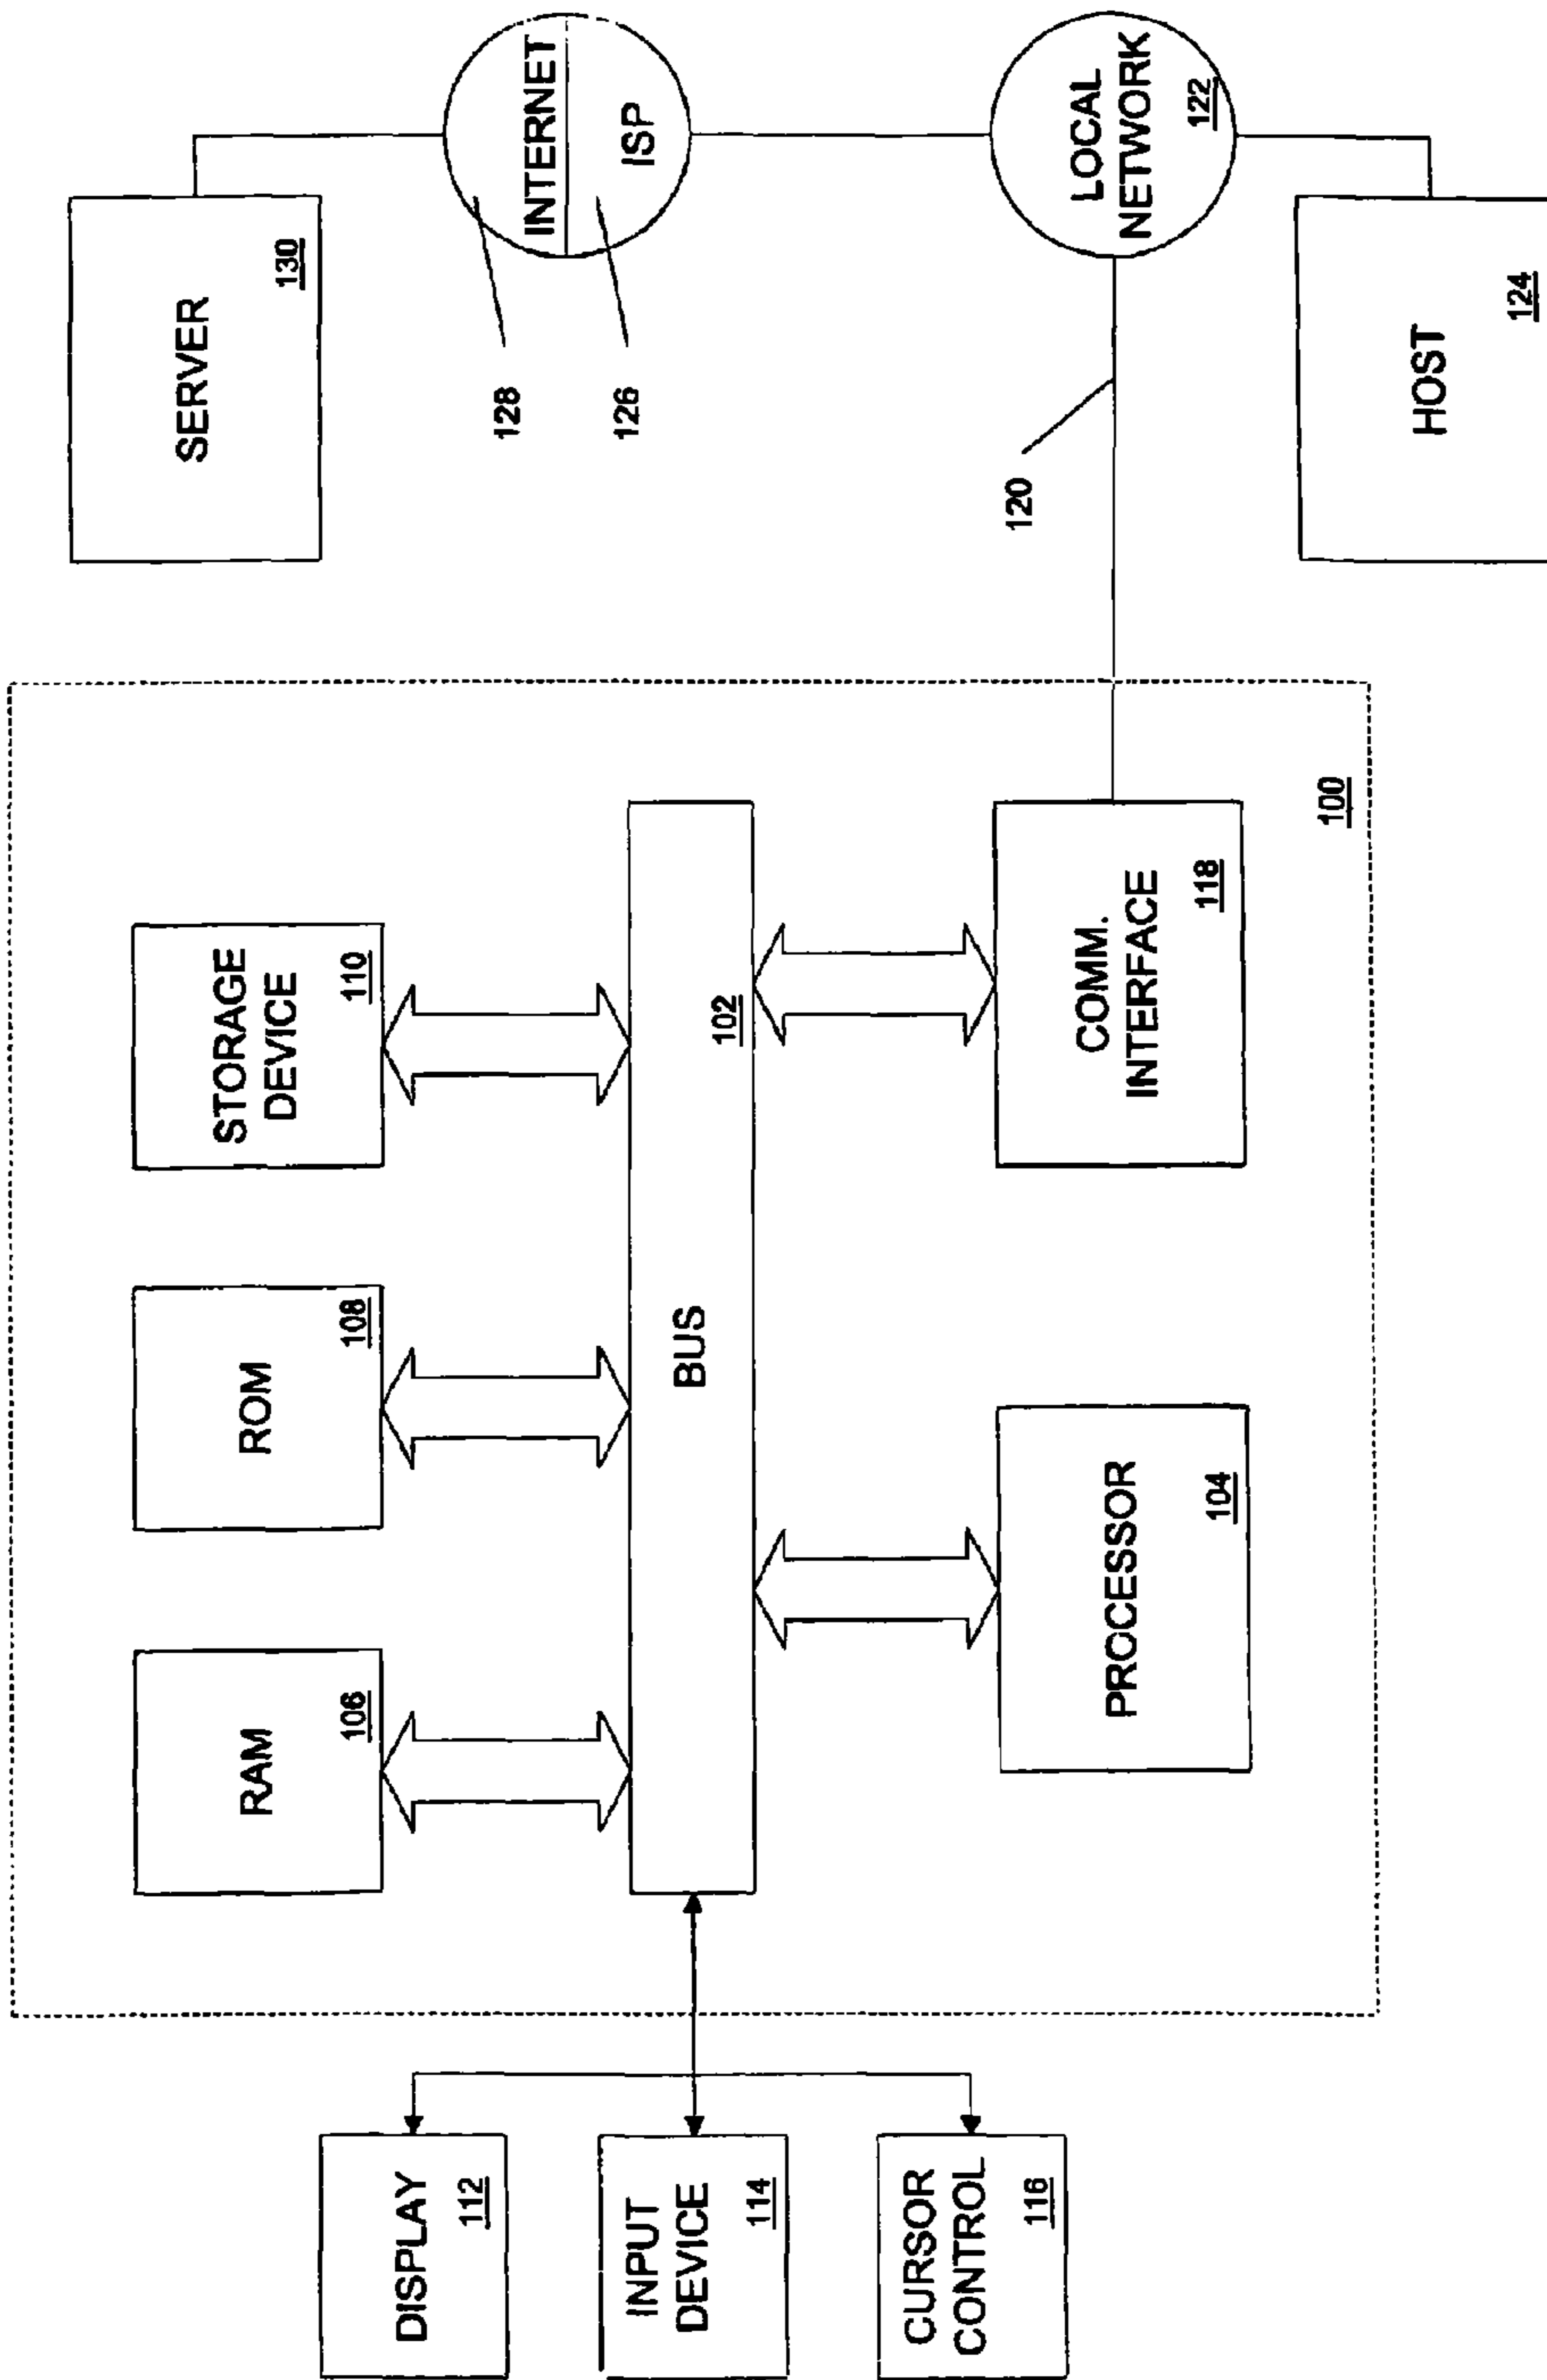 DISPLAY
112
INPUT
DEVICE
114
CURSOR
CONTROL
116
RAM
106
ROM
108
STORAGE
DEVICE
110
BUS
102
PROCESSOR
104
COMM.
INTERFACE
118
100
SERVER
130
128
INTERNET
126
ISP
120
LOCAL
NETWORK
122
HOST
124